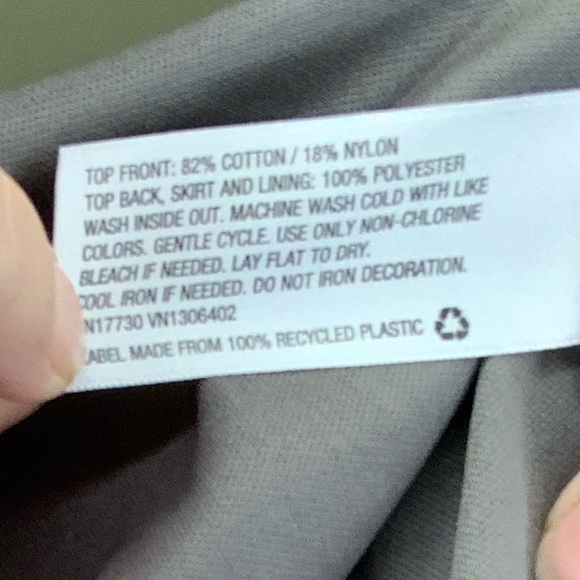 TOP FRONT: 82% COTTON / 18% NYLON
TOP BACK, SKIRT AND LINING: 100% POLYESTER
WASH INSIDE OUT. MACHINE WASH COLD WITH LIKE
COLORS. GENTLE CYCLE. USE ONLY NON-CHLORINE
BLEACH IF NEEDED. LAY FLAT TO DRY.
COOL IRON IF NEEDED. DO NOT IRON DECORATION.
N17730 VN1306402
LABEL MADE FROM 100% RECYCLED PLASTIC